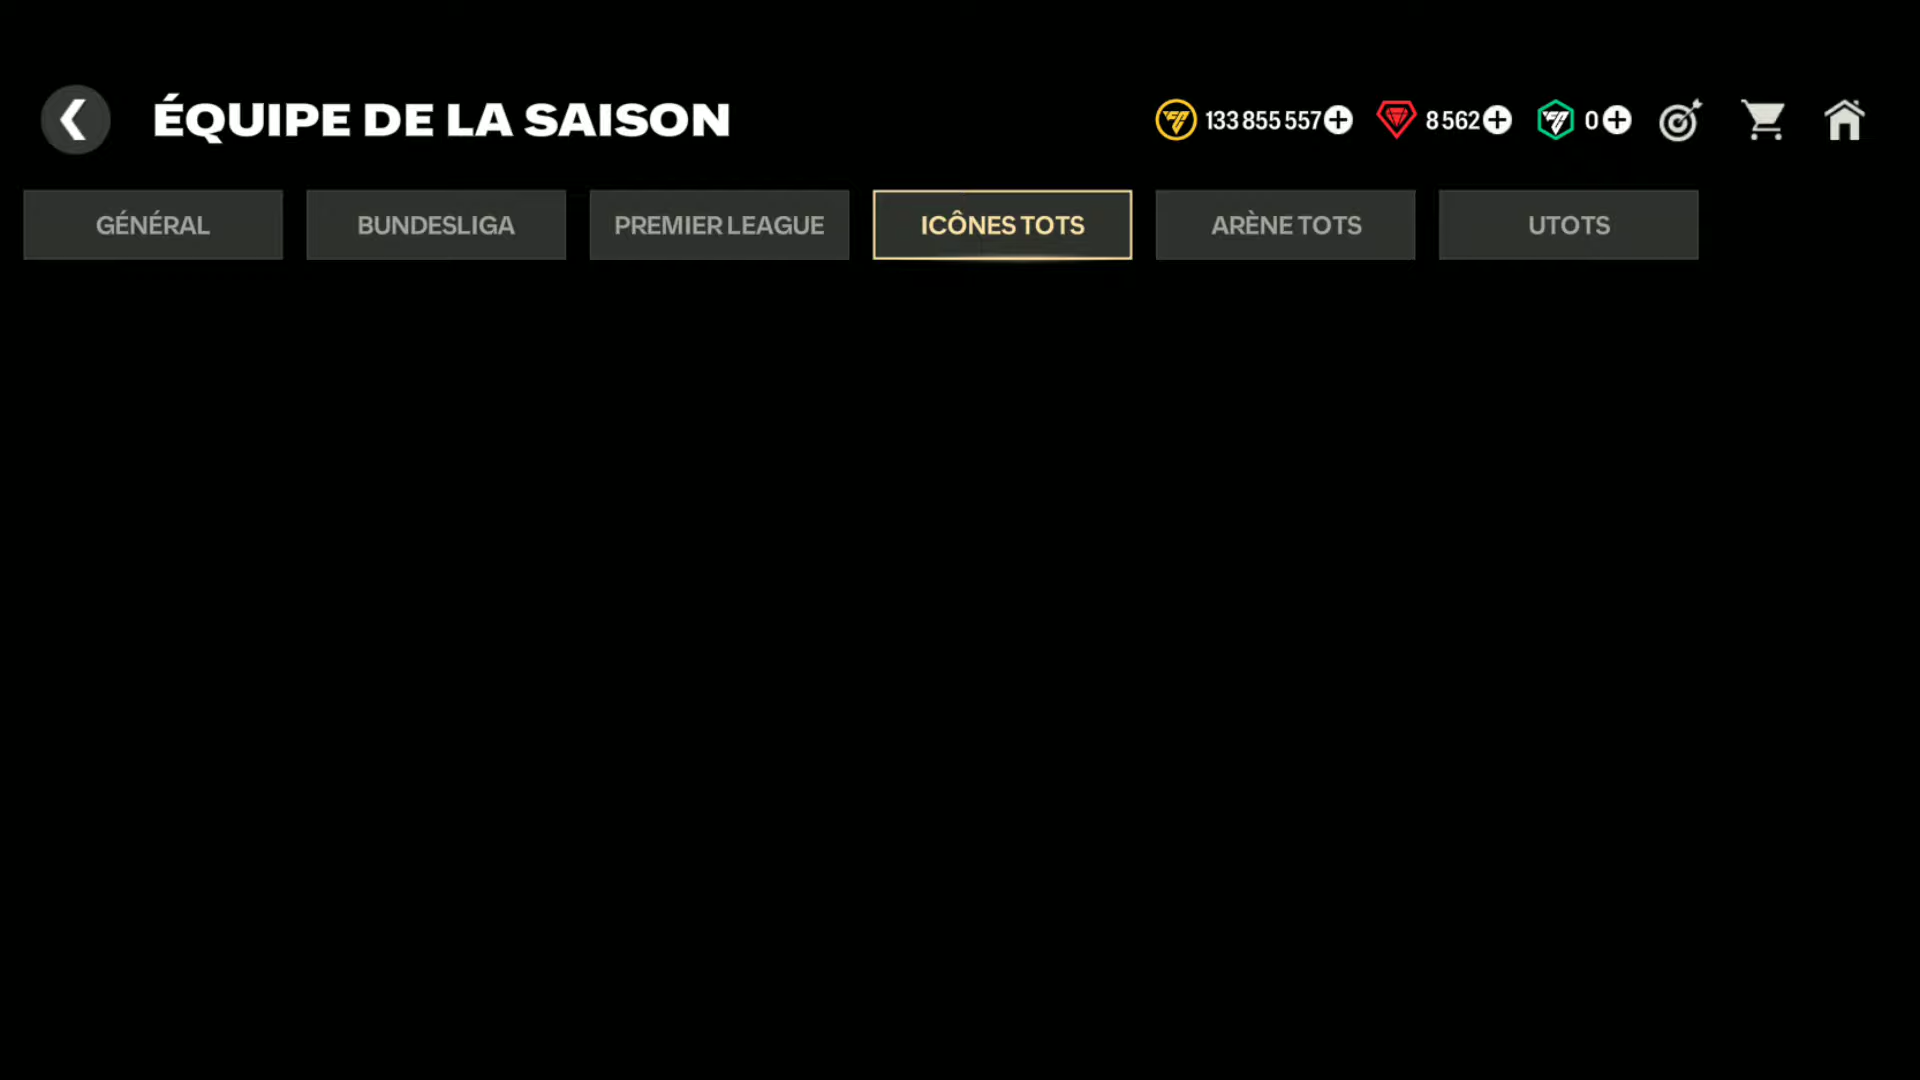 ÉQUIPE DE LA SAISON
133 855 557
8 562
0
GÉNÉRAL
BUNDESLIGA
PREMIER LEAGUE
ICÔNES TOTS
ARÈNE TOTS
UTOTS